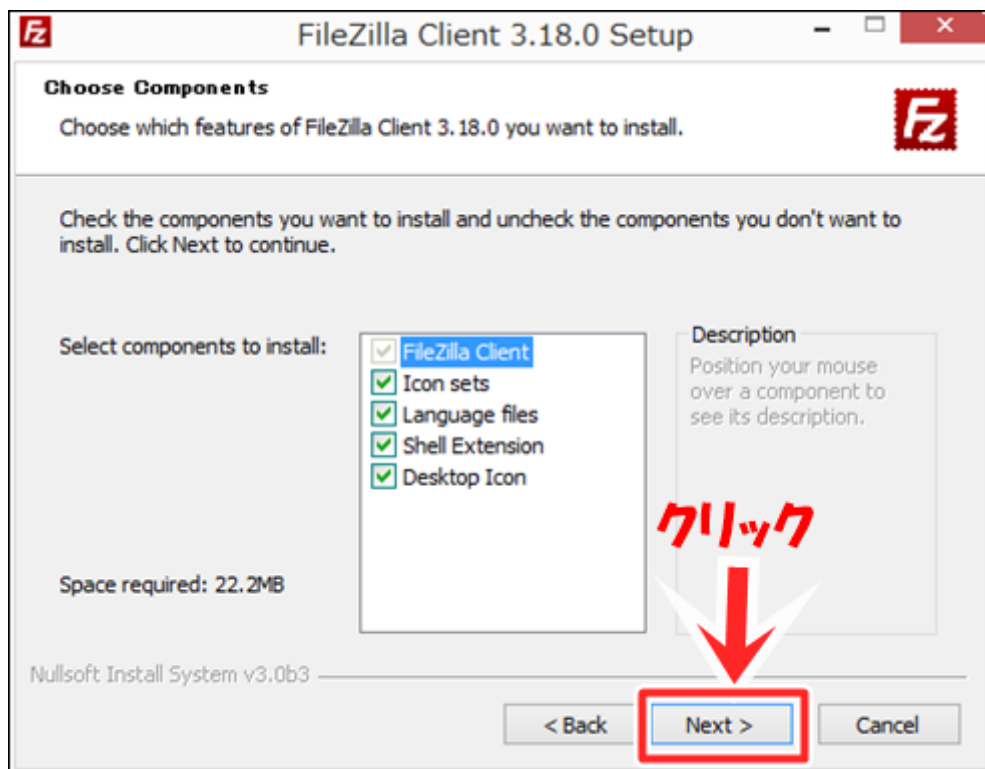 FileZilla Client 3.18.0 Setup
Choose Components
Choose which features of FileZilla Client 3.18.0 you want to install.
Check the components you want to install and uncheck the components you don't want to
install. Click Next to continue.
Select components to install:
FileZilla Client
Icon sets
Language files
Shell Extension
Desktop Icon
Description
Position your mouse
over a component to
see its description.
クリック
Space required: 22.2MB
Nullsoft Install System v3.0b3
< Back
Next >
Cancel